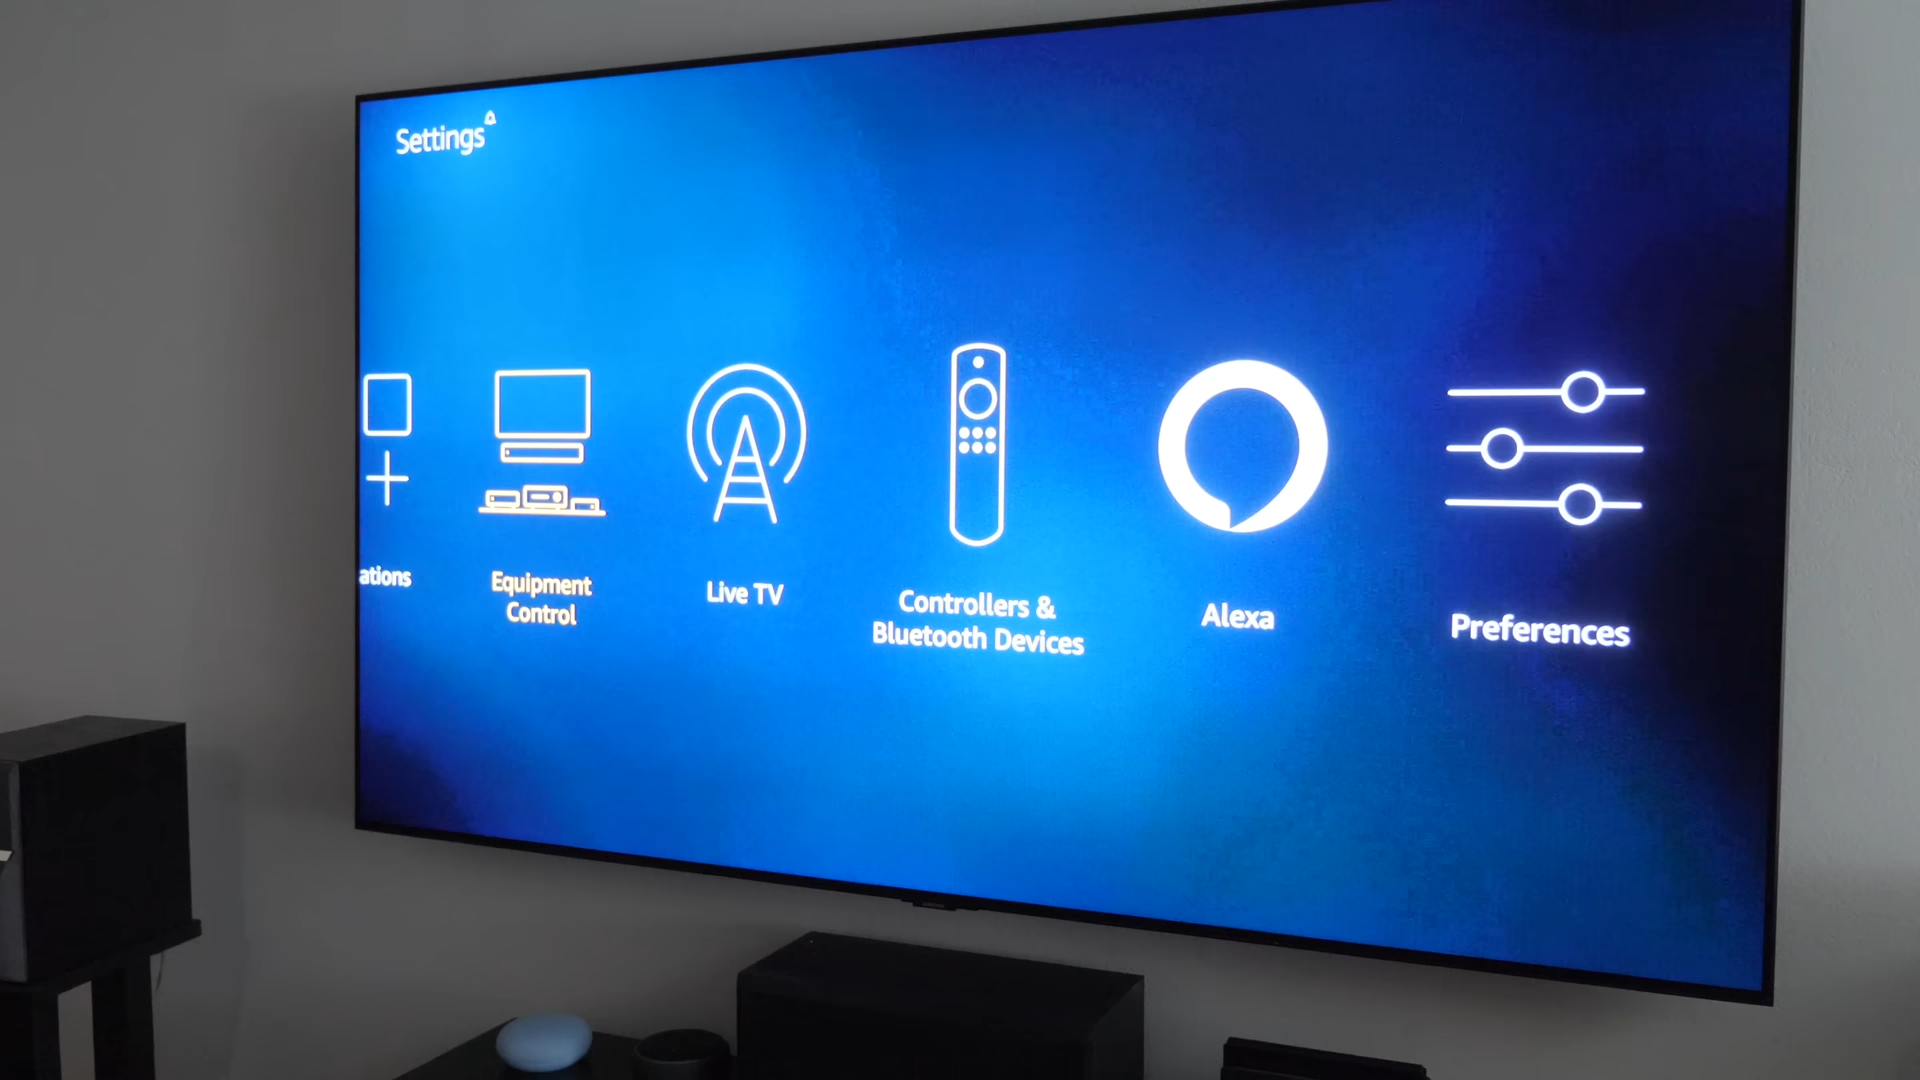 Settings
ations
Equipment
Control
Live TV
Controllers &
Bluetooth Devices
Alexa
Preferences